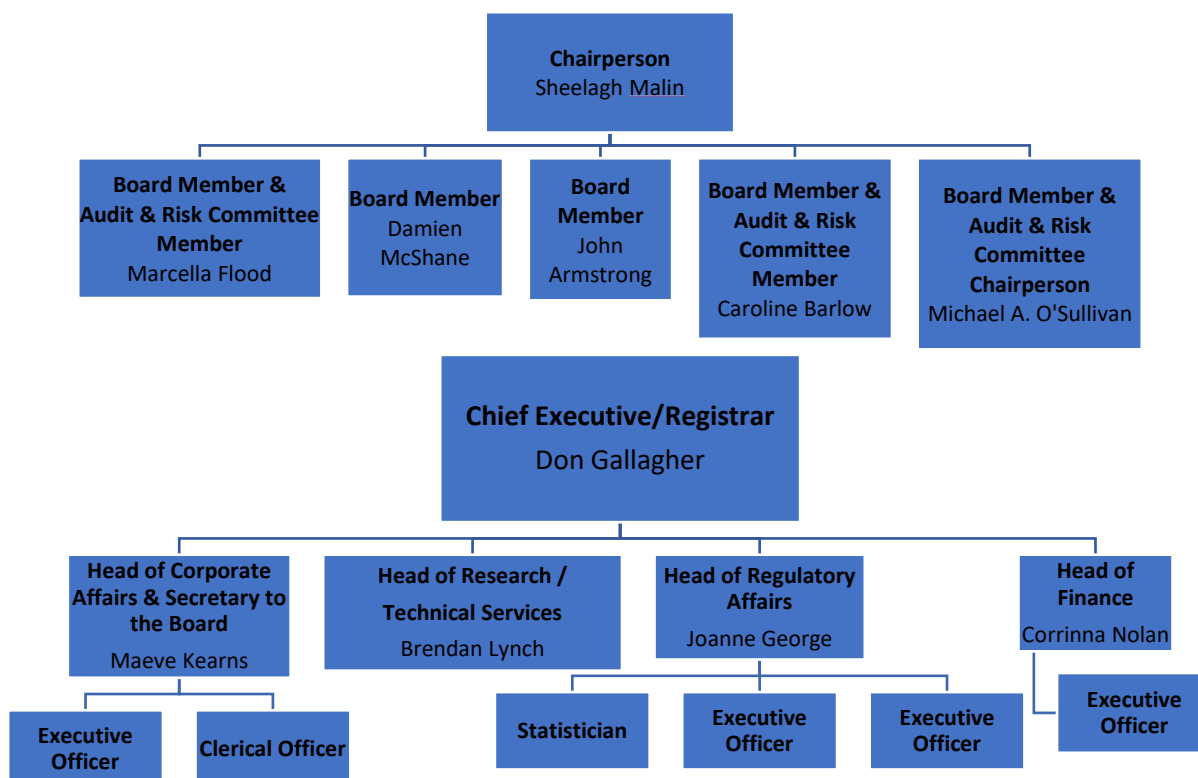 Chairperson
Sheelagh Malin
Board Member &
Audit & Risk Committee
Member
Marcella Flood
Board Member
Damien
McShane
Board
Member
John
Armstrong
Board Member &
Audit & Risk
Committee
Member
Caroline Barlow
Board Member &
Audit & Risk
Committee
Chairperson
Michael A. O'Sullivan
Chief Executive/Registrar
Don Gallagher
Head of Corporate
Affairs & Secretary to
the Board
Maeve Kearns
Head of Research /
Technical Services
Brendan Lynch
Head of Regulatory
Affairs
Joanne George
Head of
Finance
Corrinna Nolan
Executive
Officer
Clerical Officer
Statistician
Executive
Officer
Executive
Officer
Executive
Officer